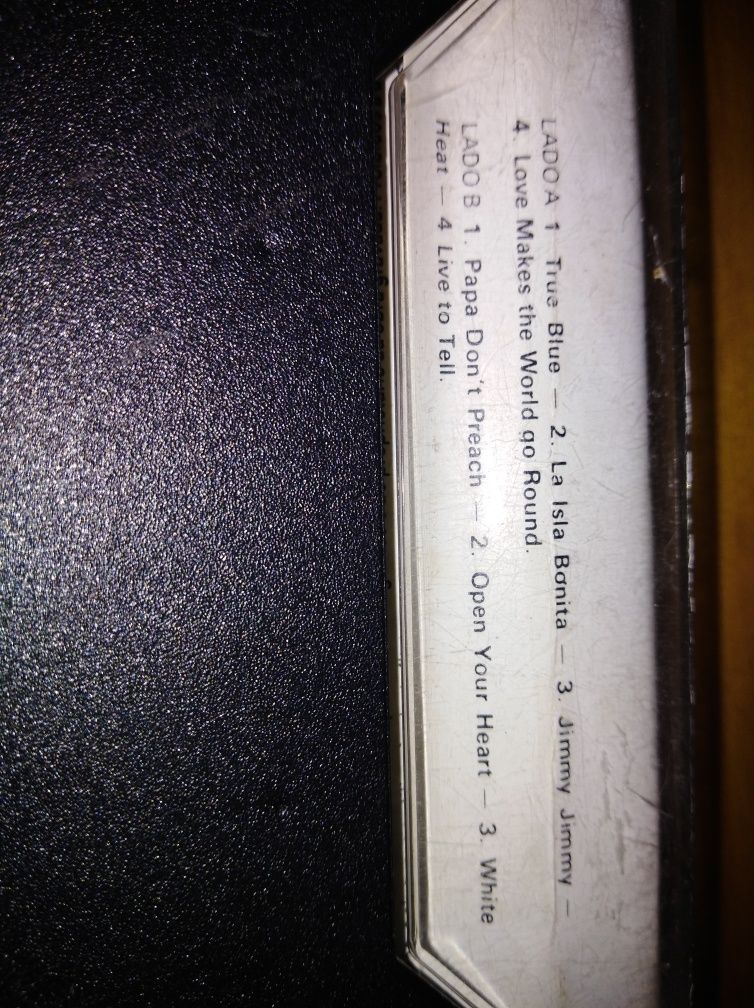 LADO A 1 True Blue — 2. La Isla Bonita — 3. Jimmy Jimmy —
4. Love Makes the World go Round.
LADO B 1. Papa Don't Preach — 2. Open Your Heart — 3. White
Heat — 4 Live to Tell.